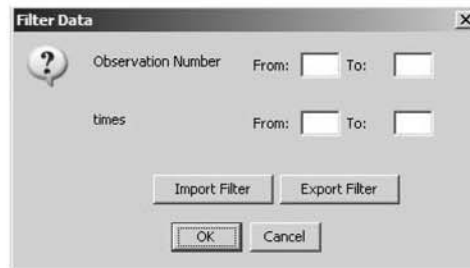 Filter Data
Observation Number From: To:
times From: To:
Import Filter Export Filter
OK Cancel